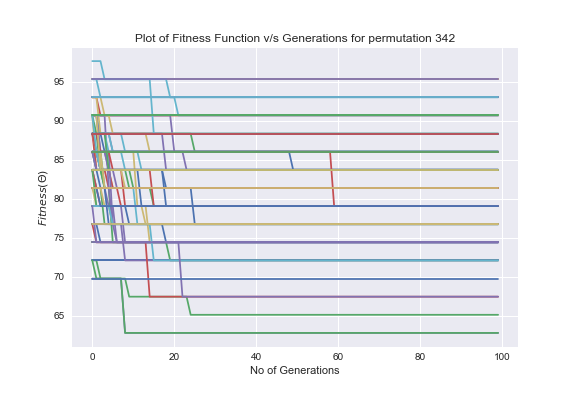 Plot of Fitness Function v/s Generations for permutation 342
Fitness(Θ)
95
90
85
80
75
70
65
0 20 40 60 80 100
No of Generations